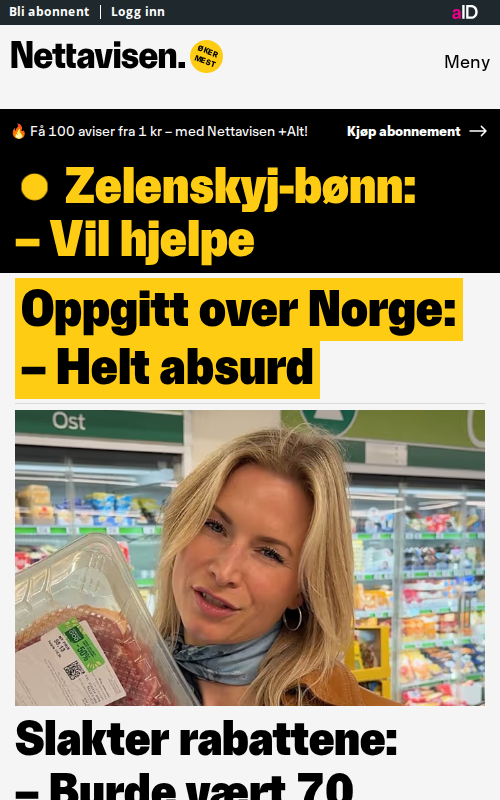 Bli abonnent | Logg inn
aID
Nettavisen.
ØKER
MEST
Meny
🔥 Få 100 aviser fra 1 kr – med Nettavisen +Alt!
Kjøp abonnement →
Zelenskyj-bønn:
– Vil hjelpe
Oppgitt over Norge:
– Helt absurd
Ost
-50%
Slakter rabattene:
– Burde vært 70